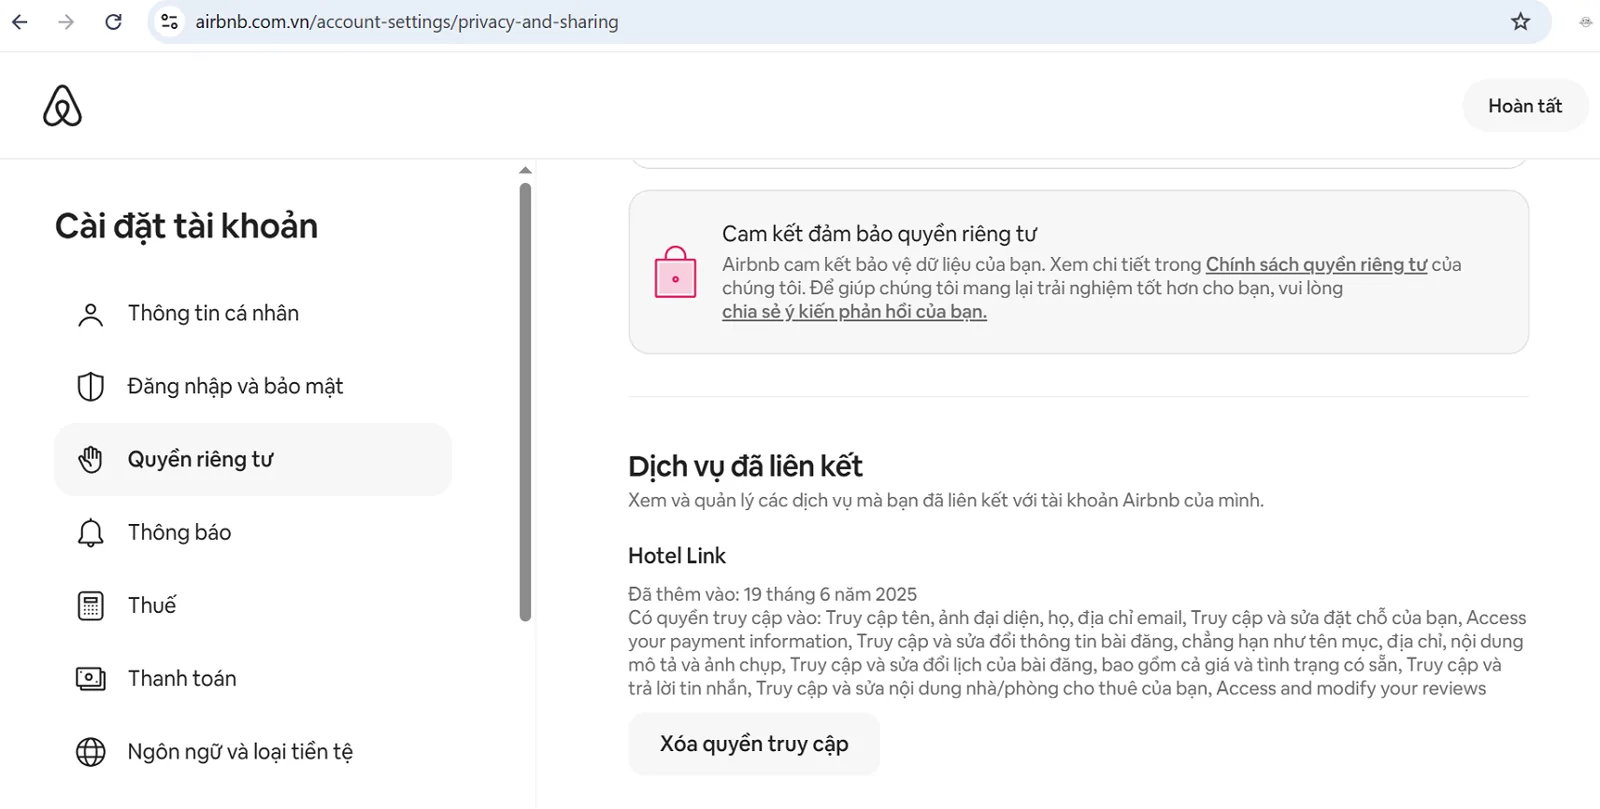 airbnb.com.vn/account-settings/privacy-and-sharing
Hoàn tất
Cài đặt tài khoản
Thông tin cá nhân
Đăng nhập và bảo mật
Quyền riêng tư
Thông báo
Thuế
Thanh toán
Ngôn ngữ và loại tiền tệ
Cam kết đảm bảo quyền riêng tư
Airbnb cam kết bảo vệ dữ liệu của bạn. Xem chi tiết trong Chính sách quyền riêng tư của
chúng tôi. Để giúp chúng tôi mang lại trải nghiệm tốt hơn cho bạn, vui lòng
chia sẻ ý kiến phản hồi của bạn.
Dịch vụ đã liên kết
Xem và quản lý các dịch vụ mà bạn đã liên kết với tài khoản Airbnb của mình.
Hotel Link
Đã thêm vào: 19 tháng 6 năm 2025
Có quyền truy cập vào: Truy cập tên, ảnh đại diện, họ, địa chỉ email, Truy cập và sửa đặt chỗ của bạn, Access
your payment information, Truy cập và sửa đổi thông tin bài đăng, chẳng hạn như tên mục, địa chỉ, nội dung
mô tả và ảnh chụp, Truy cập và sửa đổi lịch của bài đăng, bao gồm cả giá và tình trạng có sẵn, Truy cập và
trả lời tin nhắn, Truy cập và sửa nội dung nhà/phòng cho thuê của bạn, Access and modify your reviews
Xóa quyền truy cập